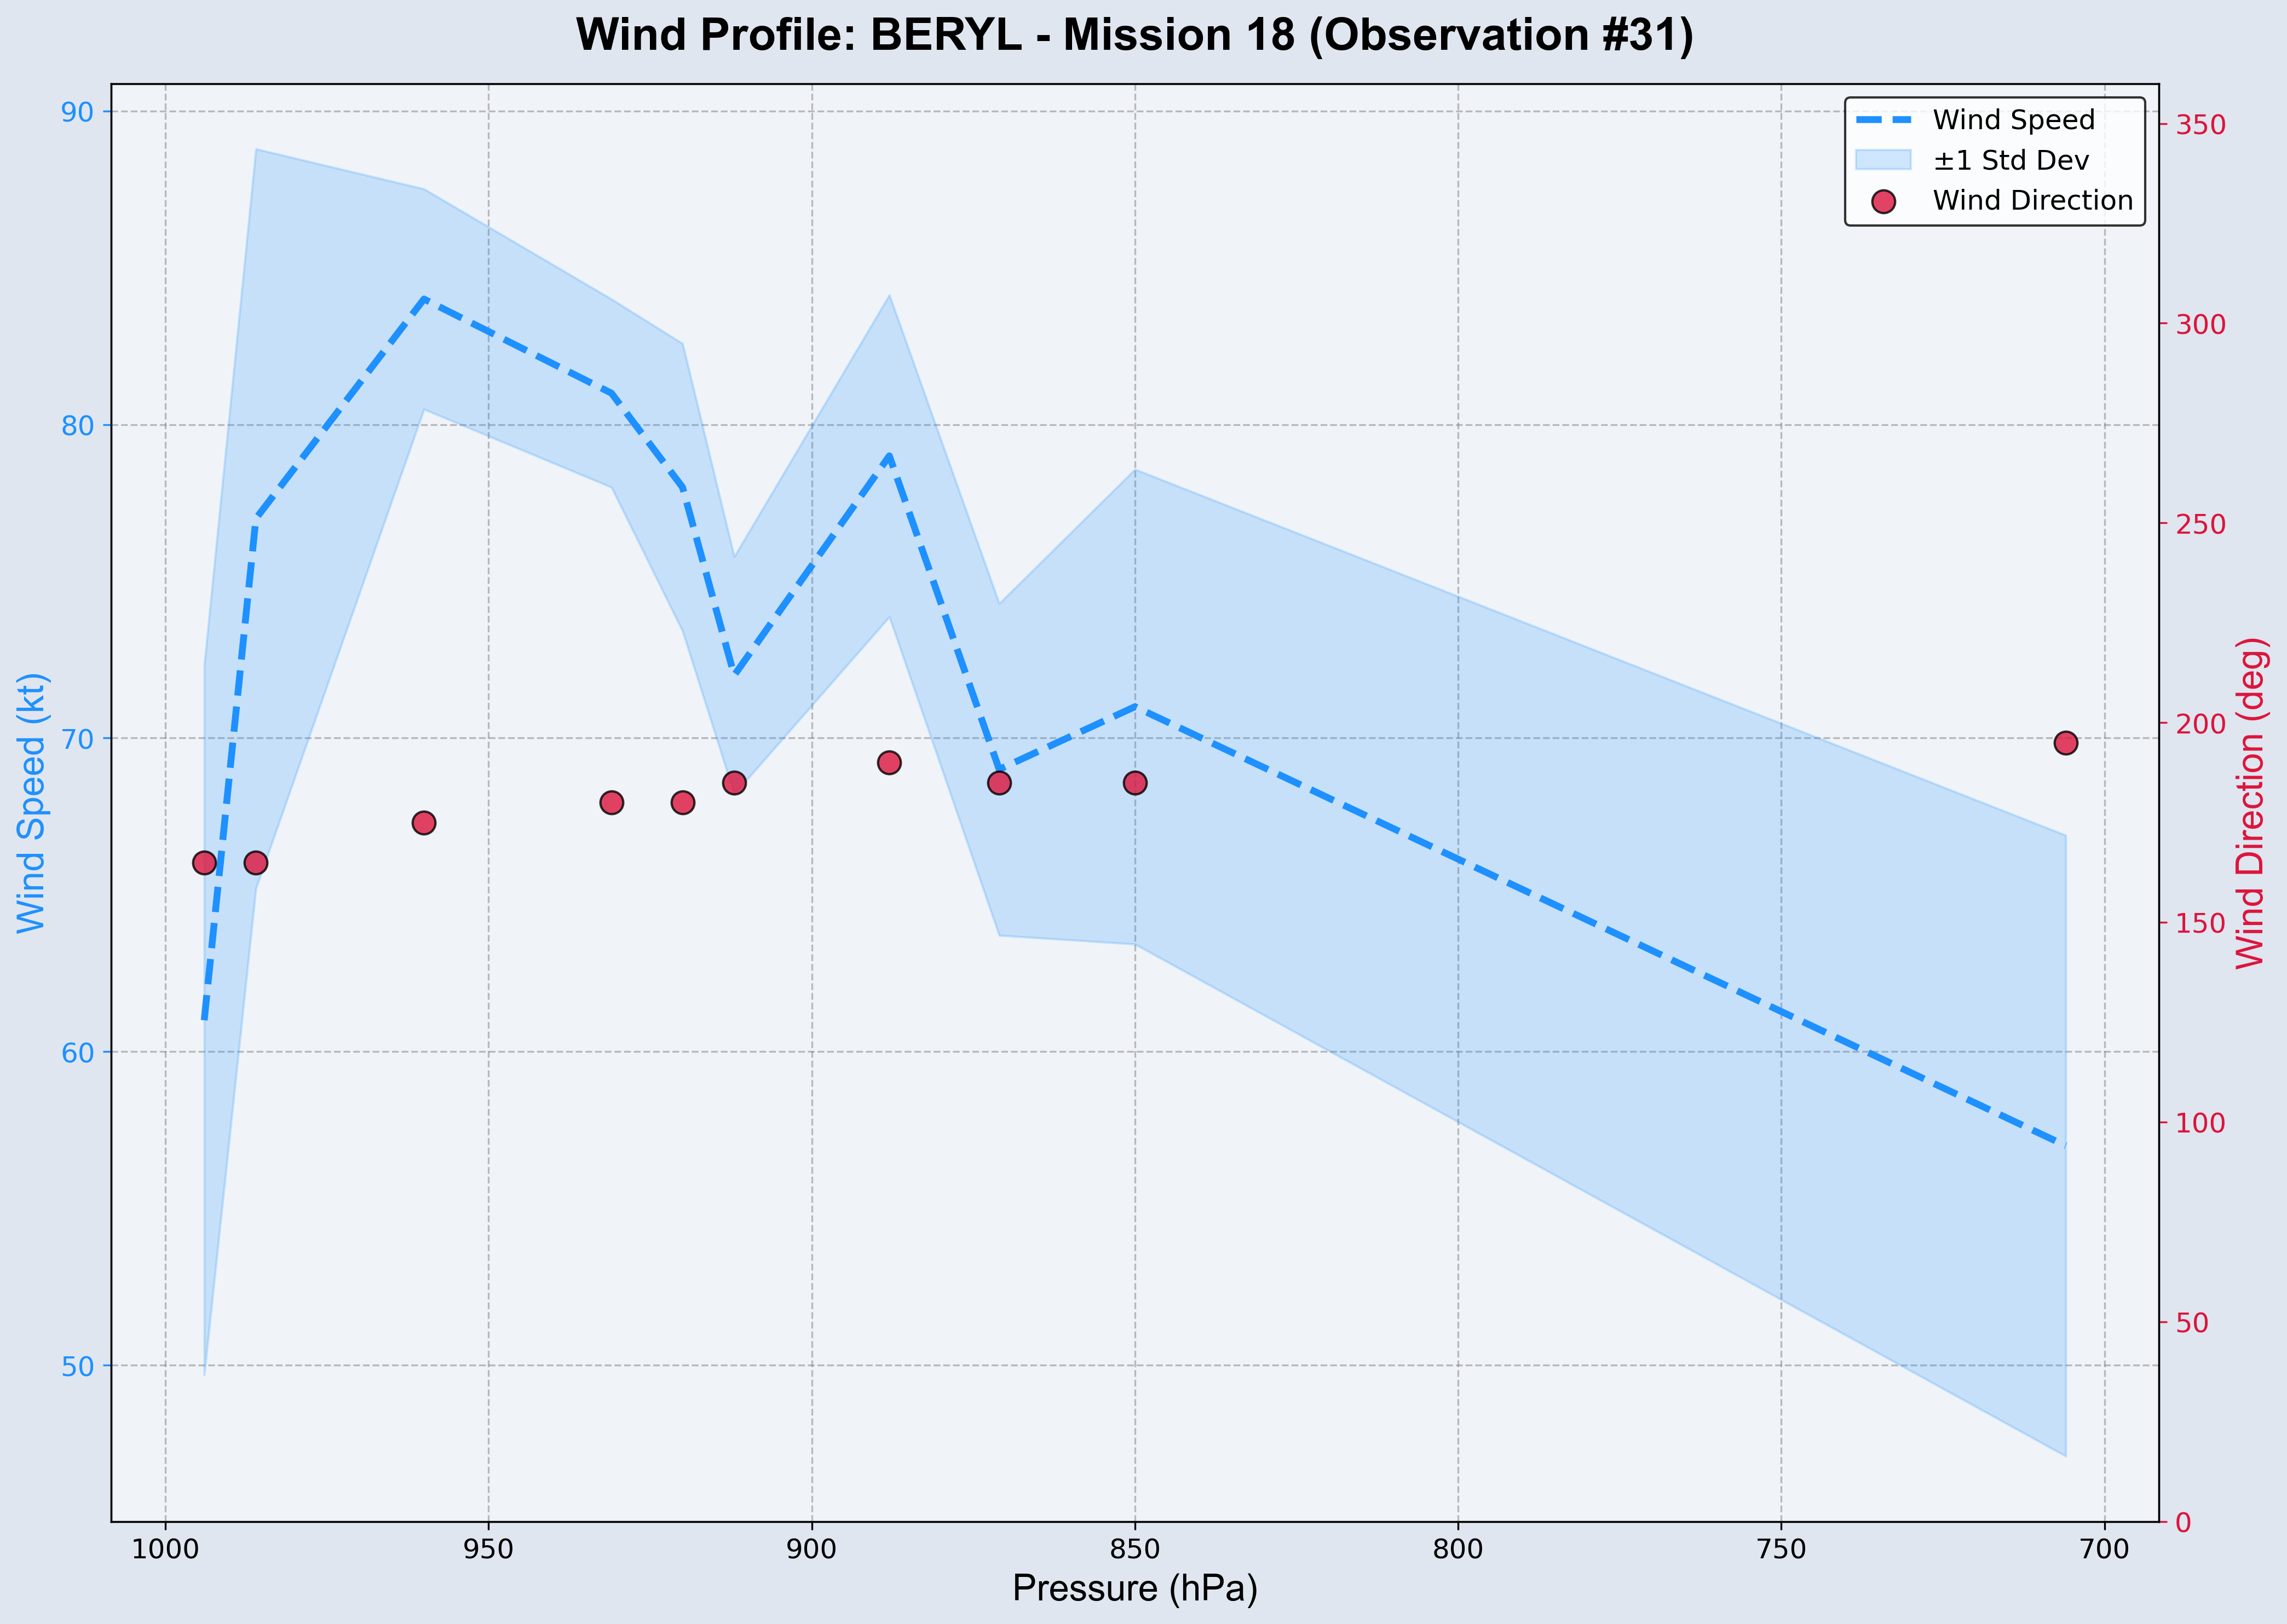 Wind Profile: BERYL - Mission 18 (Observation #31)
Wind Speed
±1 Std Dev
Wind Direction
Wind Speed (kt)
90
80
70
60
50
Wind Direction (deg)
350
300
250
200
150
100
50
0
1000 950 900 850 800 750 700
Pressure (hPa)